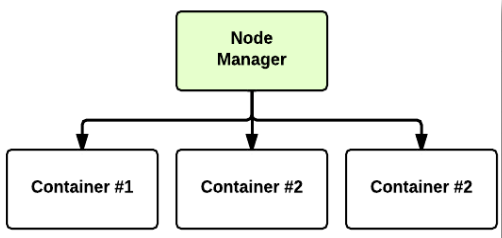 Node
Manager
Container #1
Container #2
Container #2